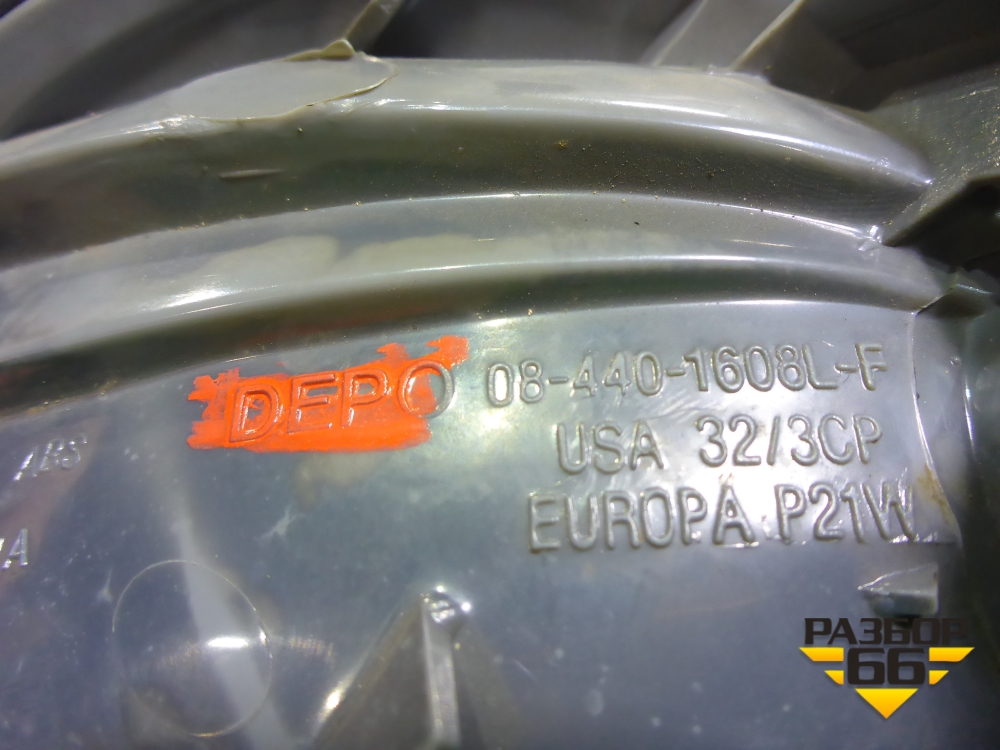 DEPO 08-440-1608L-F
USA 32/3CP
EUROPA P21W
РАЗБОР
66